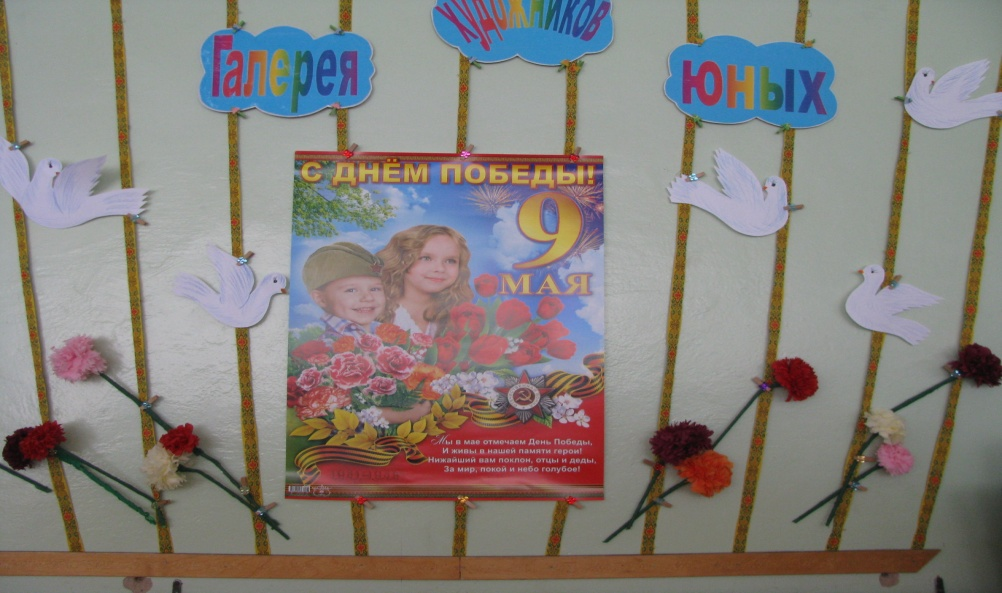 Галерея
художников
юных
С ДНЁМ ПОБЕДЫ!
9
МАЯ
Мы в мае отмечаем День Победы,
И живы в нашей памяти герои!
Нижайший вам поклон, отцы и деды,
За мир, покой и небо голубое!